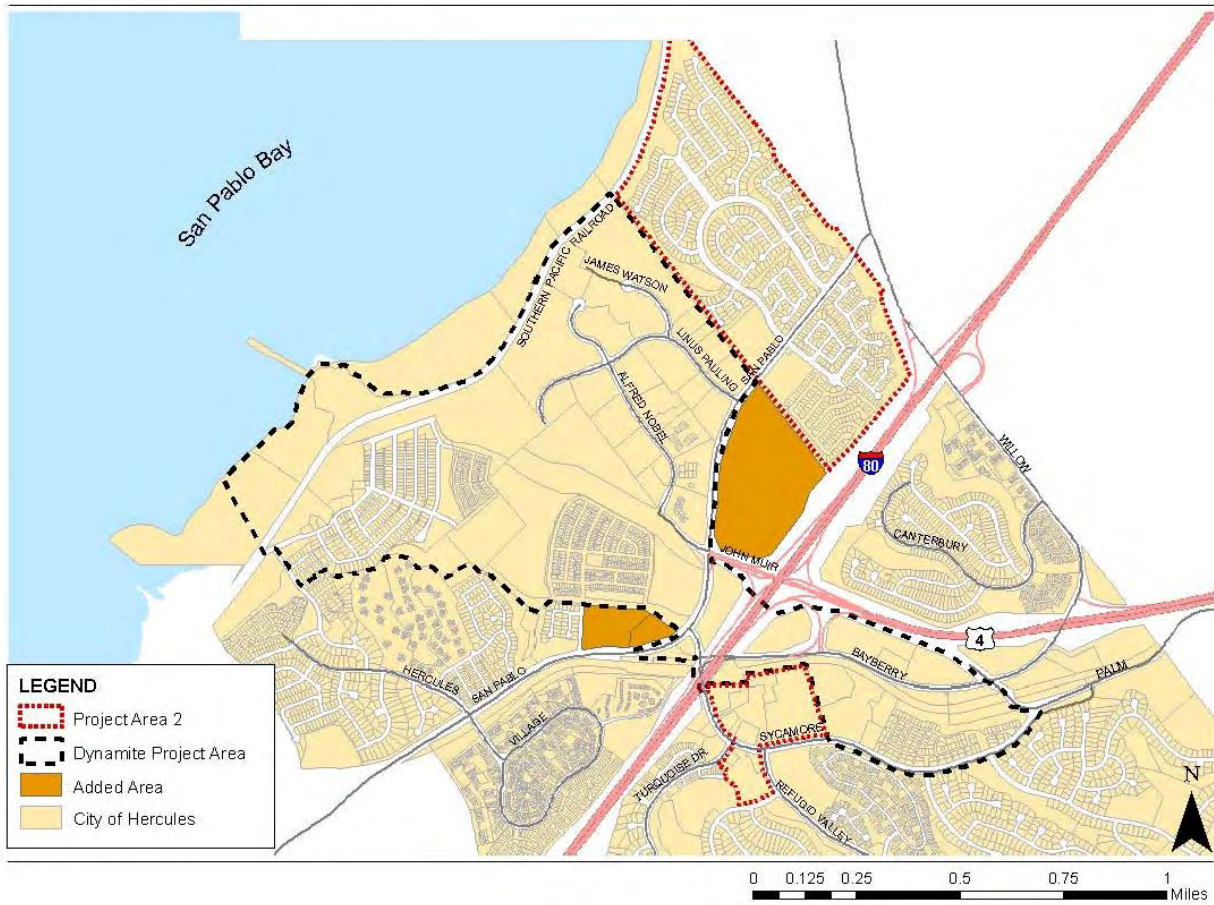 San Pablo Bay
SOUTHERN PACIFIC RAILROAD
JAMES WATSON
LINUS PAULING
SAN PABLO
ALFRED NOBEL
80
WILLOW
CANTERBURY
JOHN MUIR
4
BAYBERRY
PALM
HERCULES
SAN PABLO
VILLAGE
SYCAMORE
TURQUOISE DR
REFUGIO VALLEY
LEGEND
Project Area 2
Dynamite Project Area
Added Area
City of Hercules
N
0 0.125 0.25 0.5 0.75 1
Miles